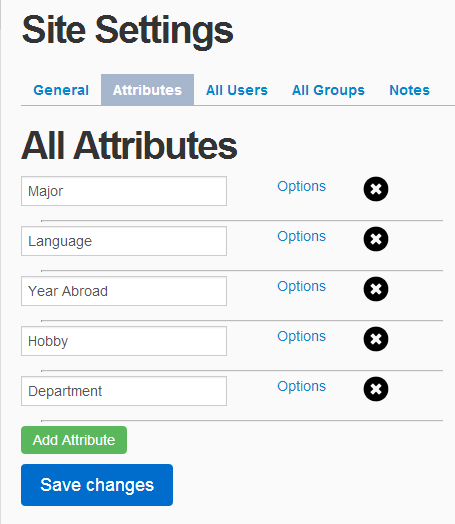 Site Settings
General Attributes All Users All Groups Notes
All Attributes
Major Options
Language Options
Year Abroad Options
Hobby Options
Department Options
Add Attribute
Save changes